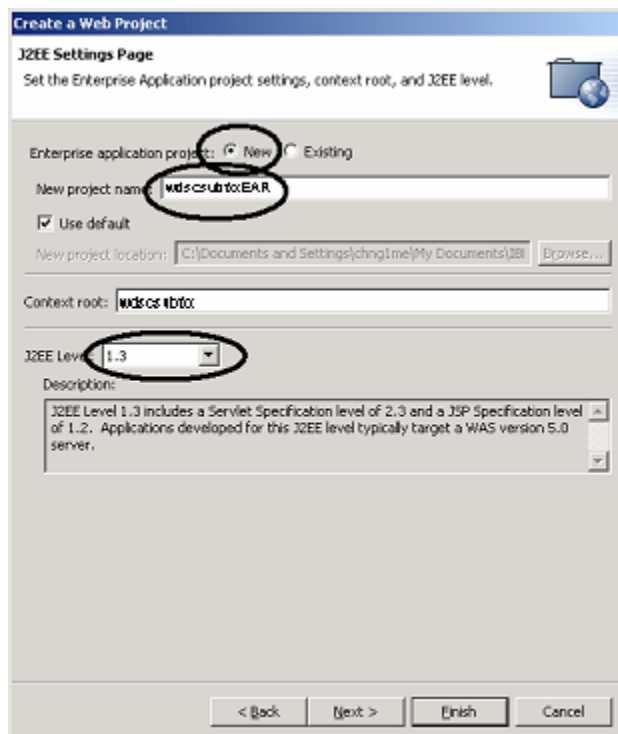 Create a Web Project
J2EE Settings Page
Set the Enterprise Application project settings, context root, and J2EE level.
Enterprise application project: New Existing
New project name: wdscsubfoxEAR
Use default
New project location: C:\Documents and Settings\chng1me\My Documents\IBI Browse...
Context root:
J2EE Level: 1.3
Description:
J2EE Level 1.3 includes a Servlet Specification level of 2.3 and a JSP Specification level
of 1.2. Applications developed for this J2EE level typically target a WAS version 5.0
server.
< Back Next > Finish Cancel